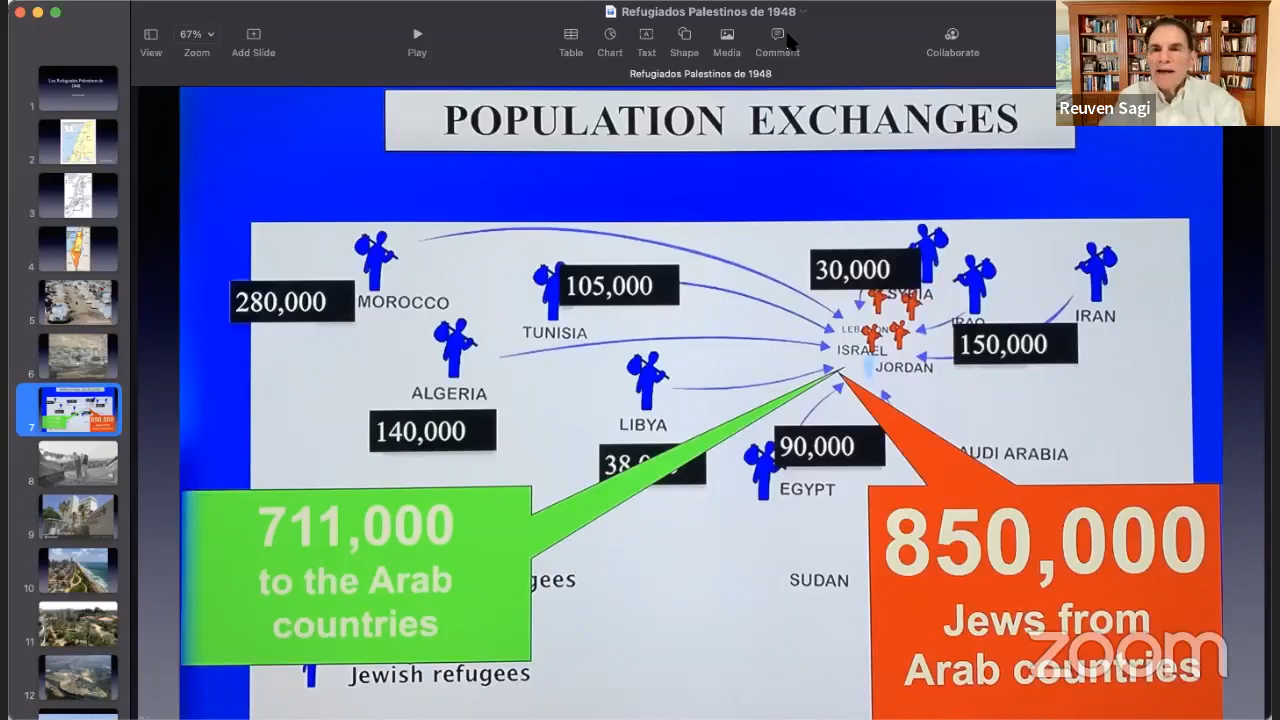 Refugiados Palestinos de 1948
View
67%
Zoom
Add Slide
Play
Table
Chart
Text
Shape
Media
Comment
Collaborate
Refugiados Palestinos de 1948
Reuven Sagi
1
2
3
4
5
6
7
8
9
10
11
12
Los Refugiados Palestinos de
1948
POPULATION EXCHANGES
280,000
MOROCCO
105,000
TUNISIA
30,000
SYRIA
LEBANON
IRAQ
IRAN
150,000
ISRAEL
JORDAN
ALGERIA
140,000
LIBYA
38,0
90,000
EGYPT
AUDI ARABIA
SUDAN
711,000
to the Arab
countries
gees
Jewish refugees
850,000
Jews from
Arab countries
zoom